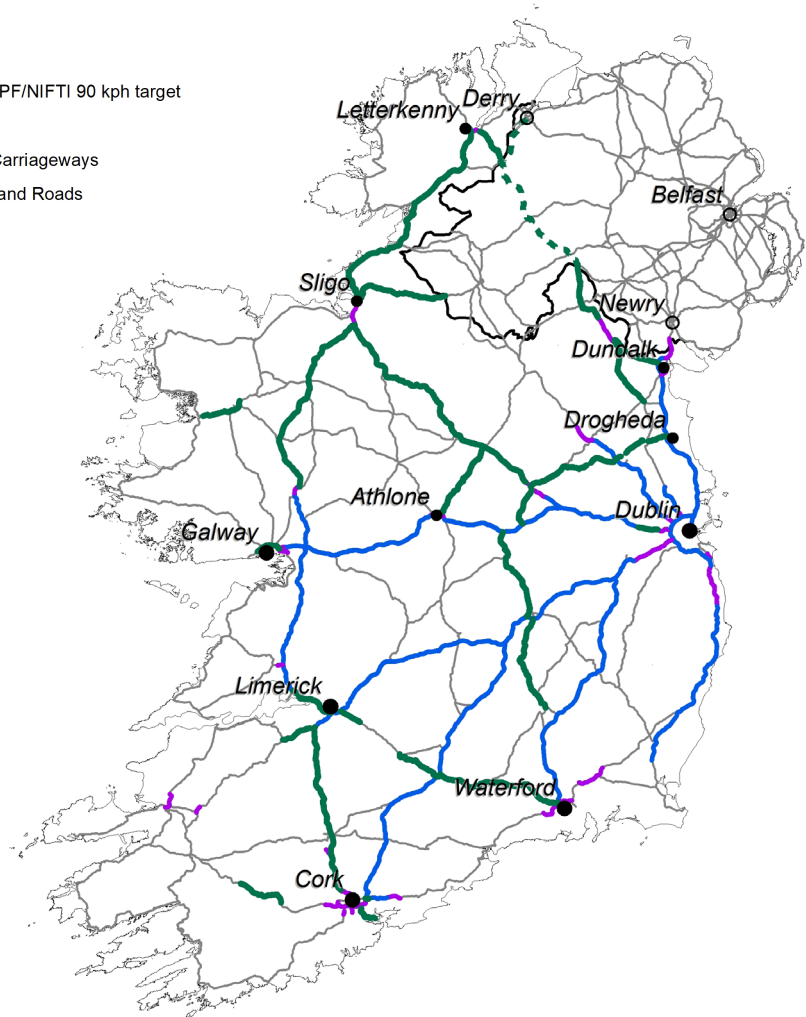 PF/NIFTI 90 kph target
Letterkenny
Derry
Carriageways
and Roads
Belfast
Sligo
Newry
Dundalk
Drogheda
Athlone
Dublin
Galway
Limerick
Waterford
Cork